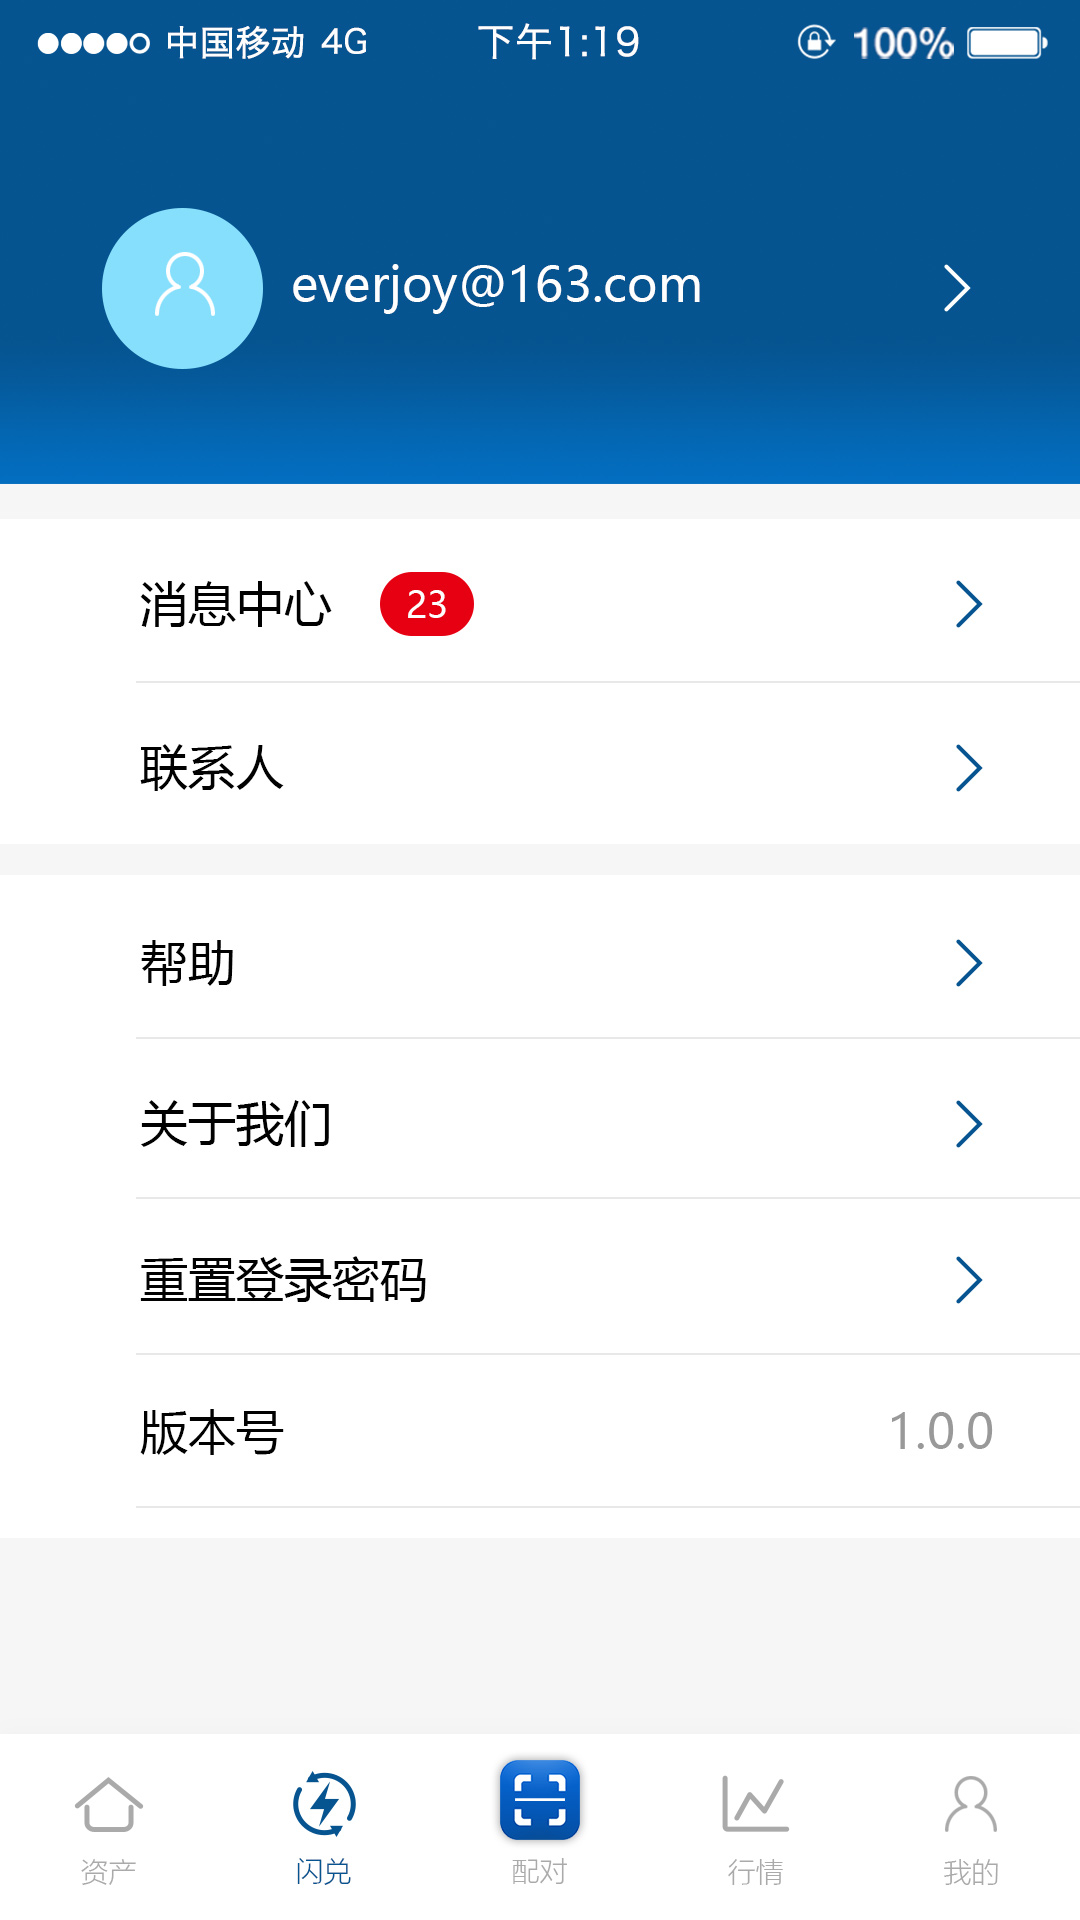 中国移动 4G 下午1:19 100%
everjoy@163.com
消息中心 23
联系人
帮助
关于我们
重置登录密码
版本号 1.0.0
资产 闪兑 配对 行情 我的